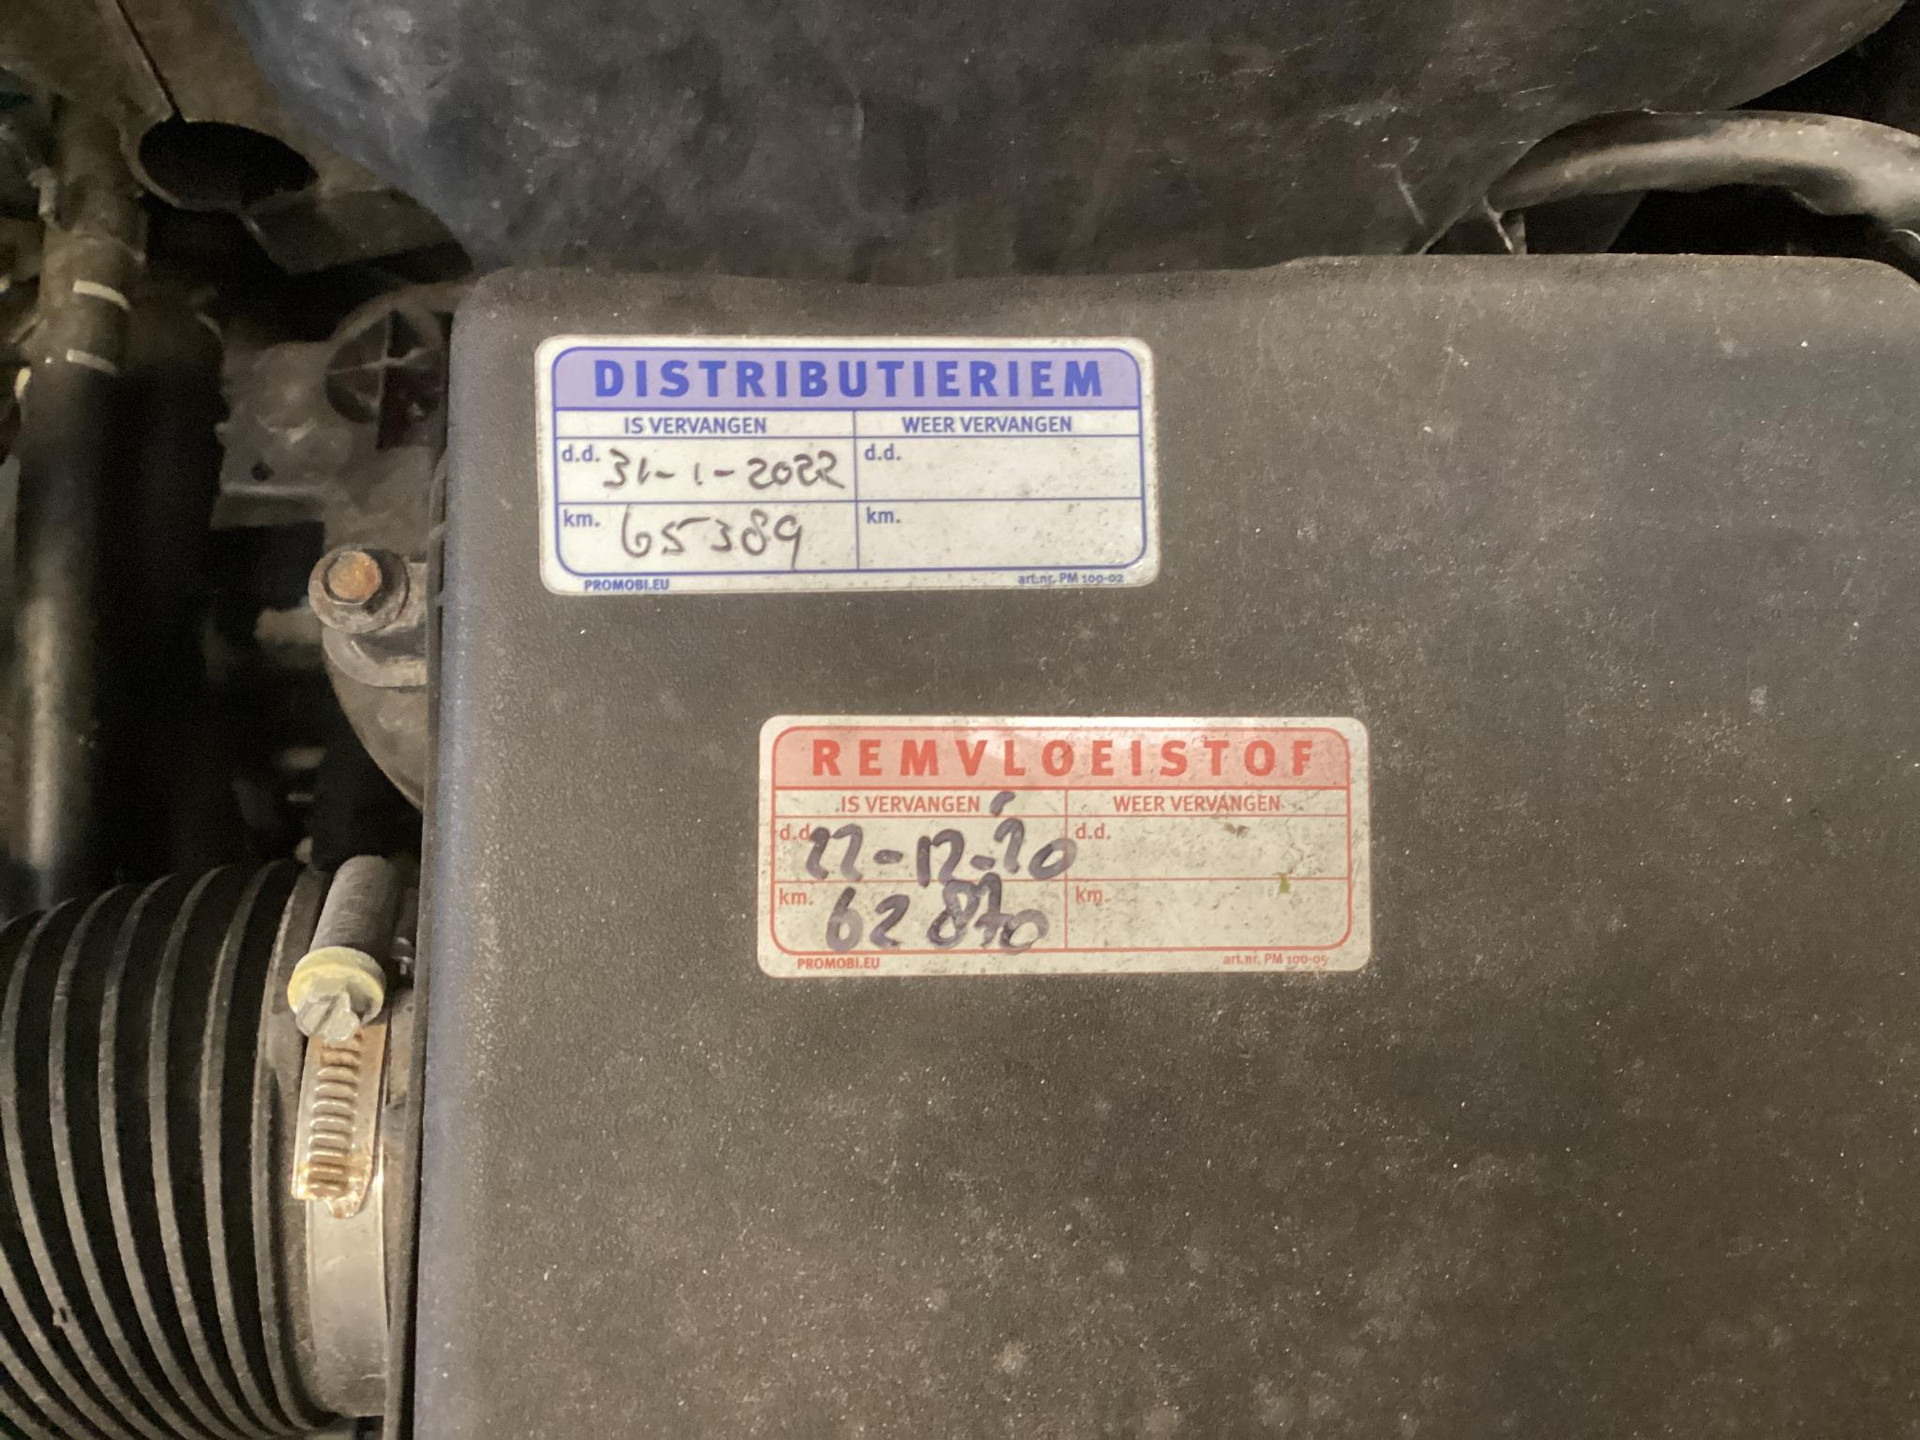 DISTRIBUTIERIEM
IS VERVANGEN WEER VERVANGEN
d.d. 31-1-2022 d.d.
km. 65389 km.
PROMOBI.EU art.nr. PM 100-02
REMVLOEISTOF
IS VERVANGEN WEER VERVANGEN
d.d. 22-12-'20 d.d.
km. 62870 km.
PROMOBI.EU art.nr. PM 100-05